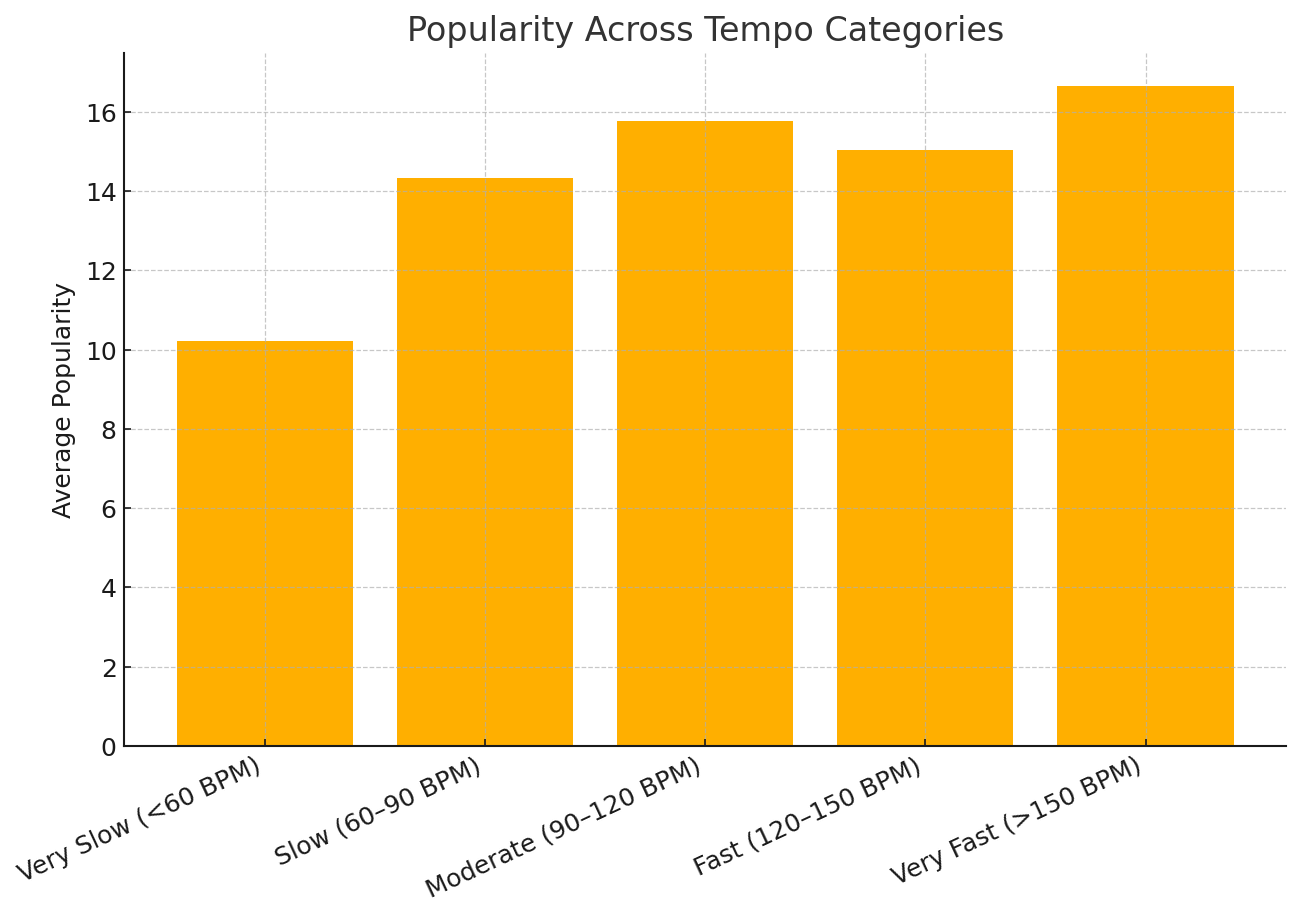 Popularity Across Tempo Categories
Average Popularity
16
14
12
10
8
6
4
2
0
Very Slow (<60 BPM)
Slow (60–90 BPM)
Moderate (90–120 BPM)
Fast (120–150 BPM)
Very Fast (>150 BPM)